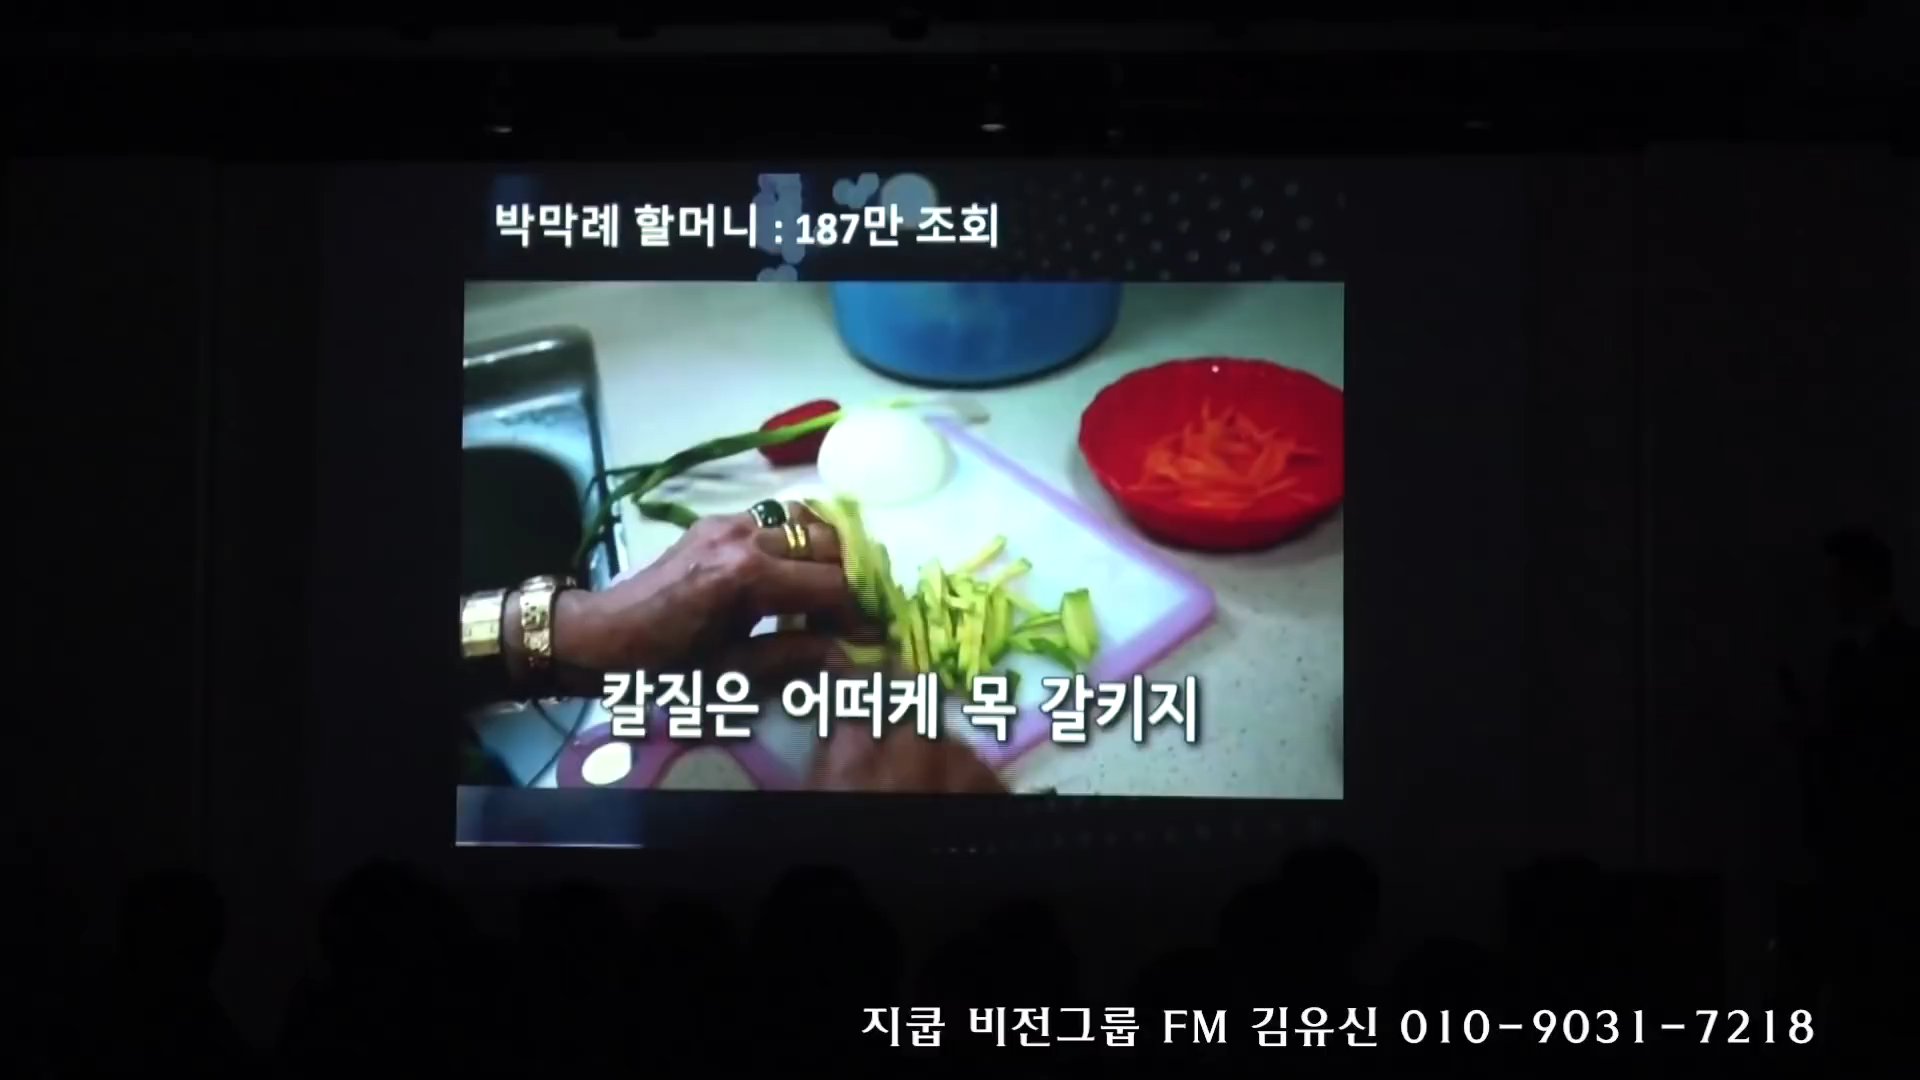 박막례 할머니 : 187만 조회
칼질은 어떠케 목 갈키지
지쿱 비전그룹 FM 김유신 010-9031-7218